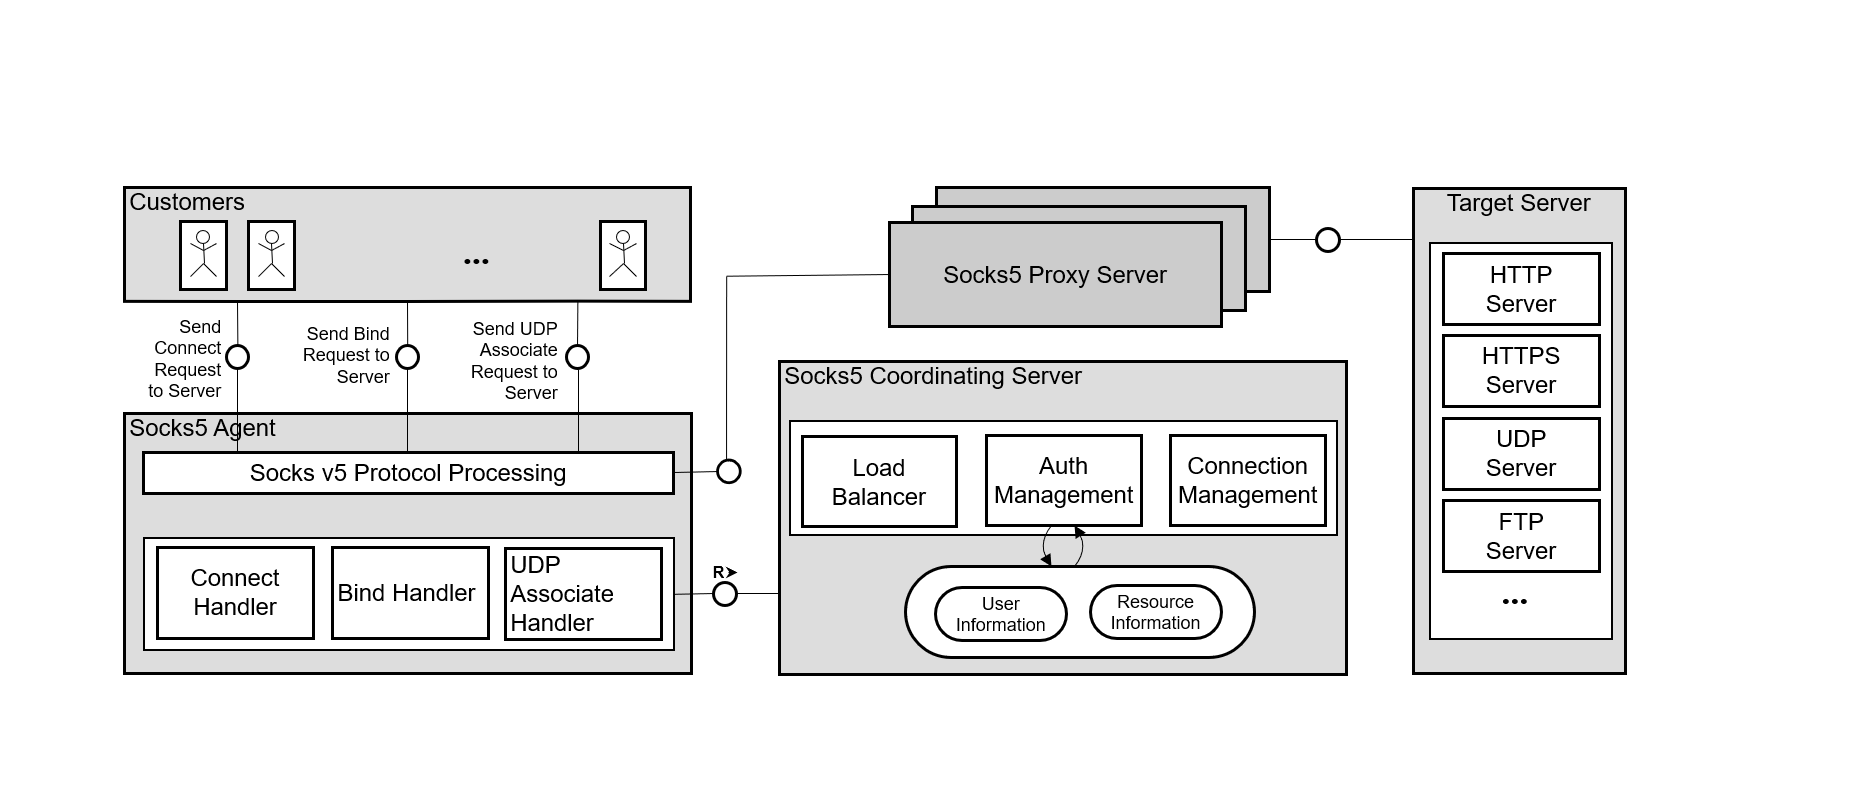 Customers
...
Send
Connect
Request
to Server
Send Bind
Request to
Server
Send UDP
Associate
Request to
Server
Socks5 Agent
Socks v5 Protocol Processing
Connect
Handler
Bind Handler
UDP
Associate
Handler
R➤
Socks5 Proxy Server
Socks5 Coordinating Server
Load
Balancer
Auth
Management
Connection
Management
User
Information
Resource
Information
Target Server
HTTP
Server
HTTPS
Server
UDP
Server
FTP
Server
...